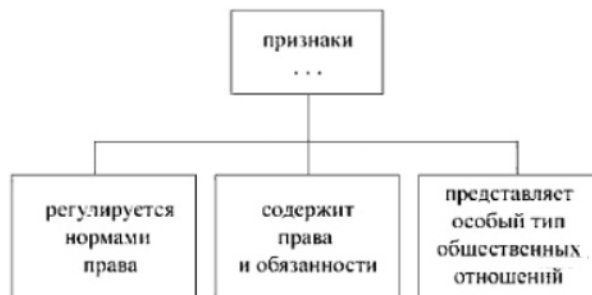 признаки
...
регулируется
нормами
права
содержит
права
и обязанности
представляет
особый тип
общественных
отношений